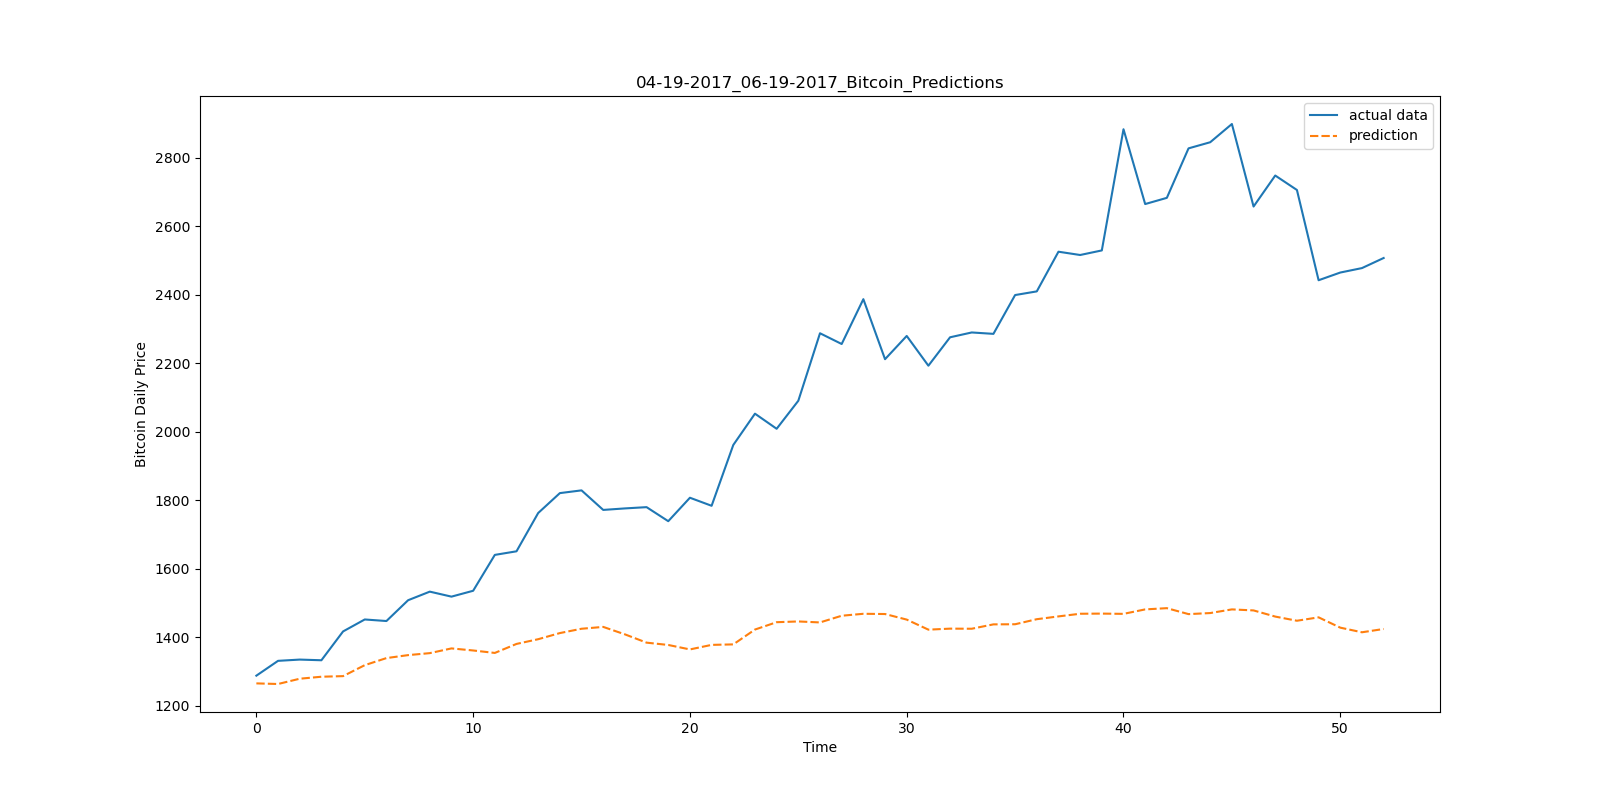 04-19-2017_06-19-2017_Bitcoin_Predictions
actual data
prediction
Bitcoin Daily Price
2800
2600
2400
2200
2000
1800
1600
1400
1200
0 10 20 30 40 50
Time